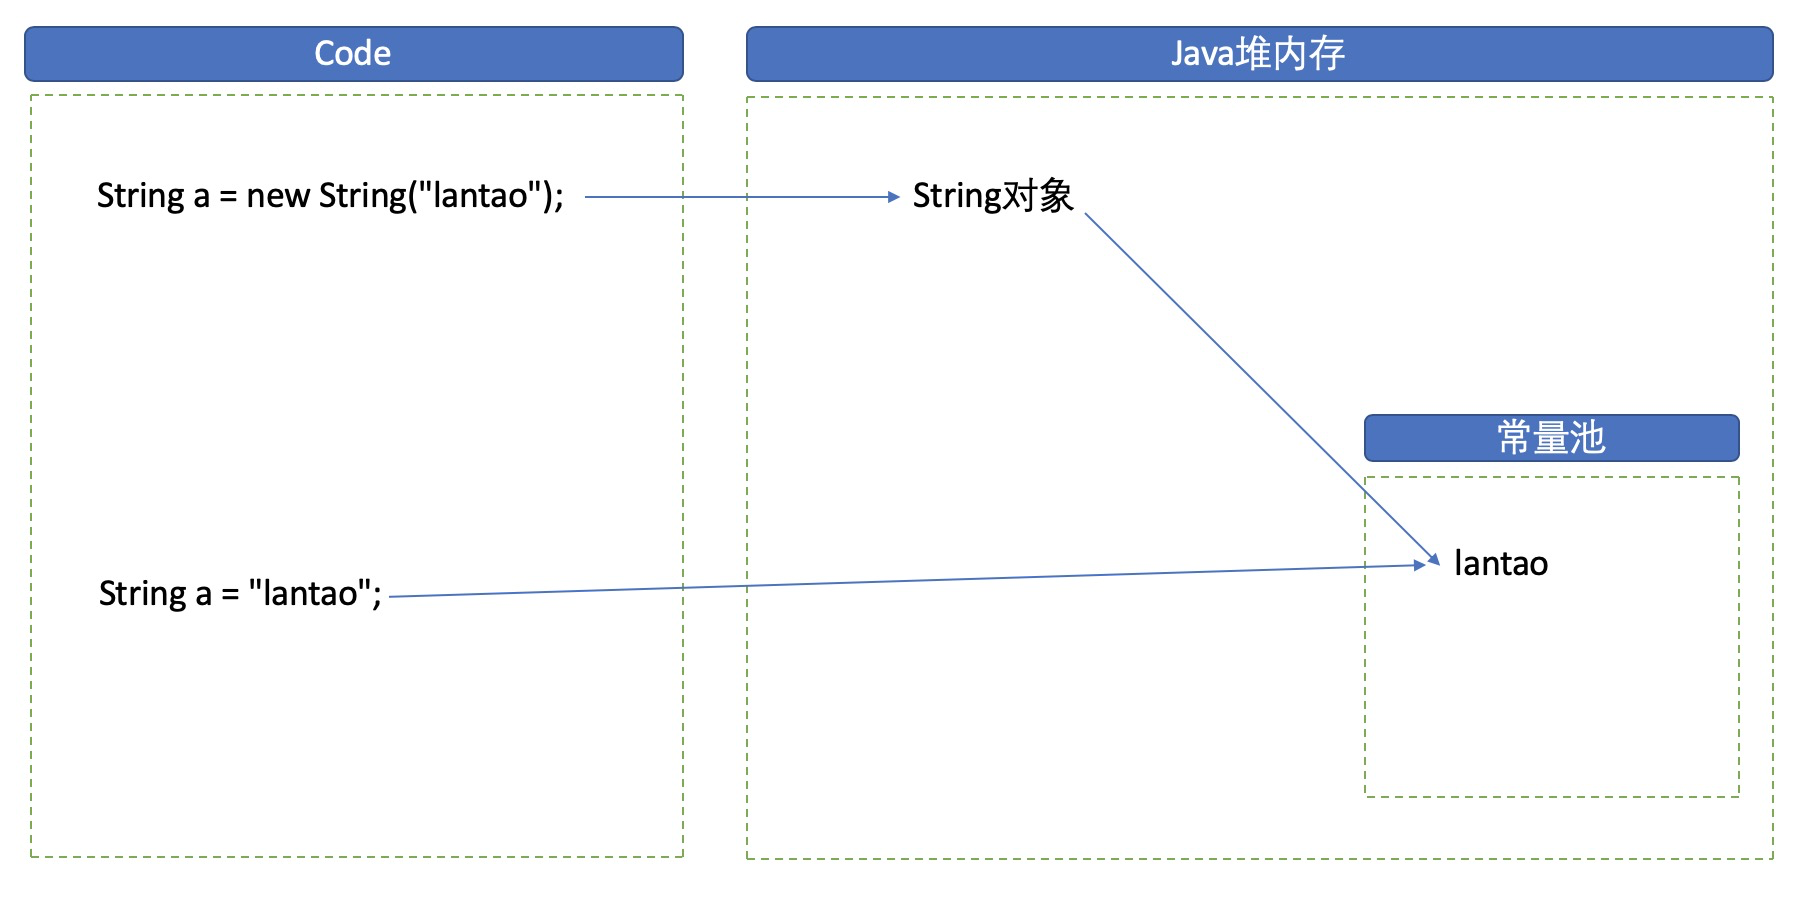 Code
Java堆内存
String a = new String("lantao");
String对象
常量池
lantao
String a = "lantao";